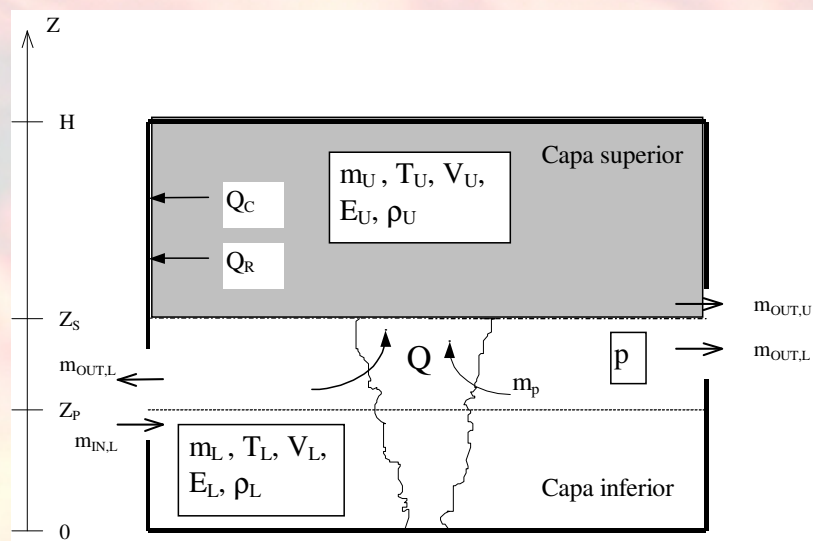 Z
H
Capa superior
m_U , T_U, V_U,
E_U, ρ_U
Q_C
Q_R
m_OUT,U
Z_S
m_OUT,L
Q
p
m_OUT,L
m_p
Z_P
m_IN,L
m_L , T_L, V_L,
E_L, ρ_L
Capa inferior
0